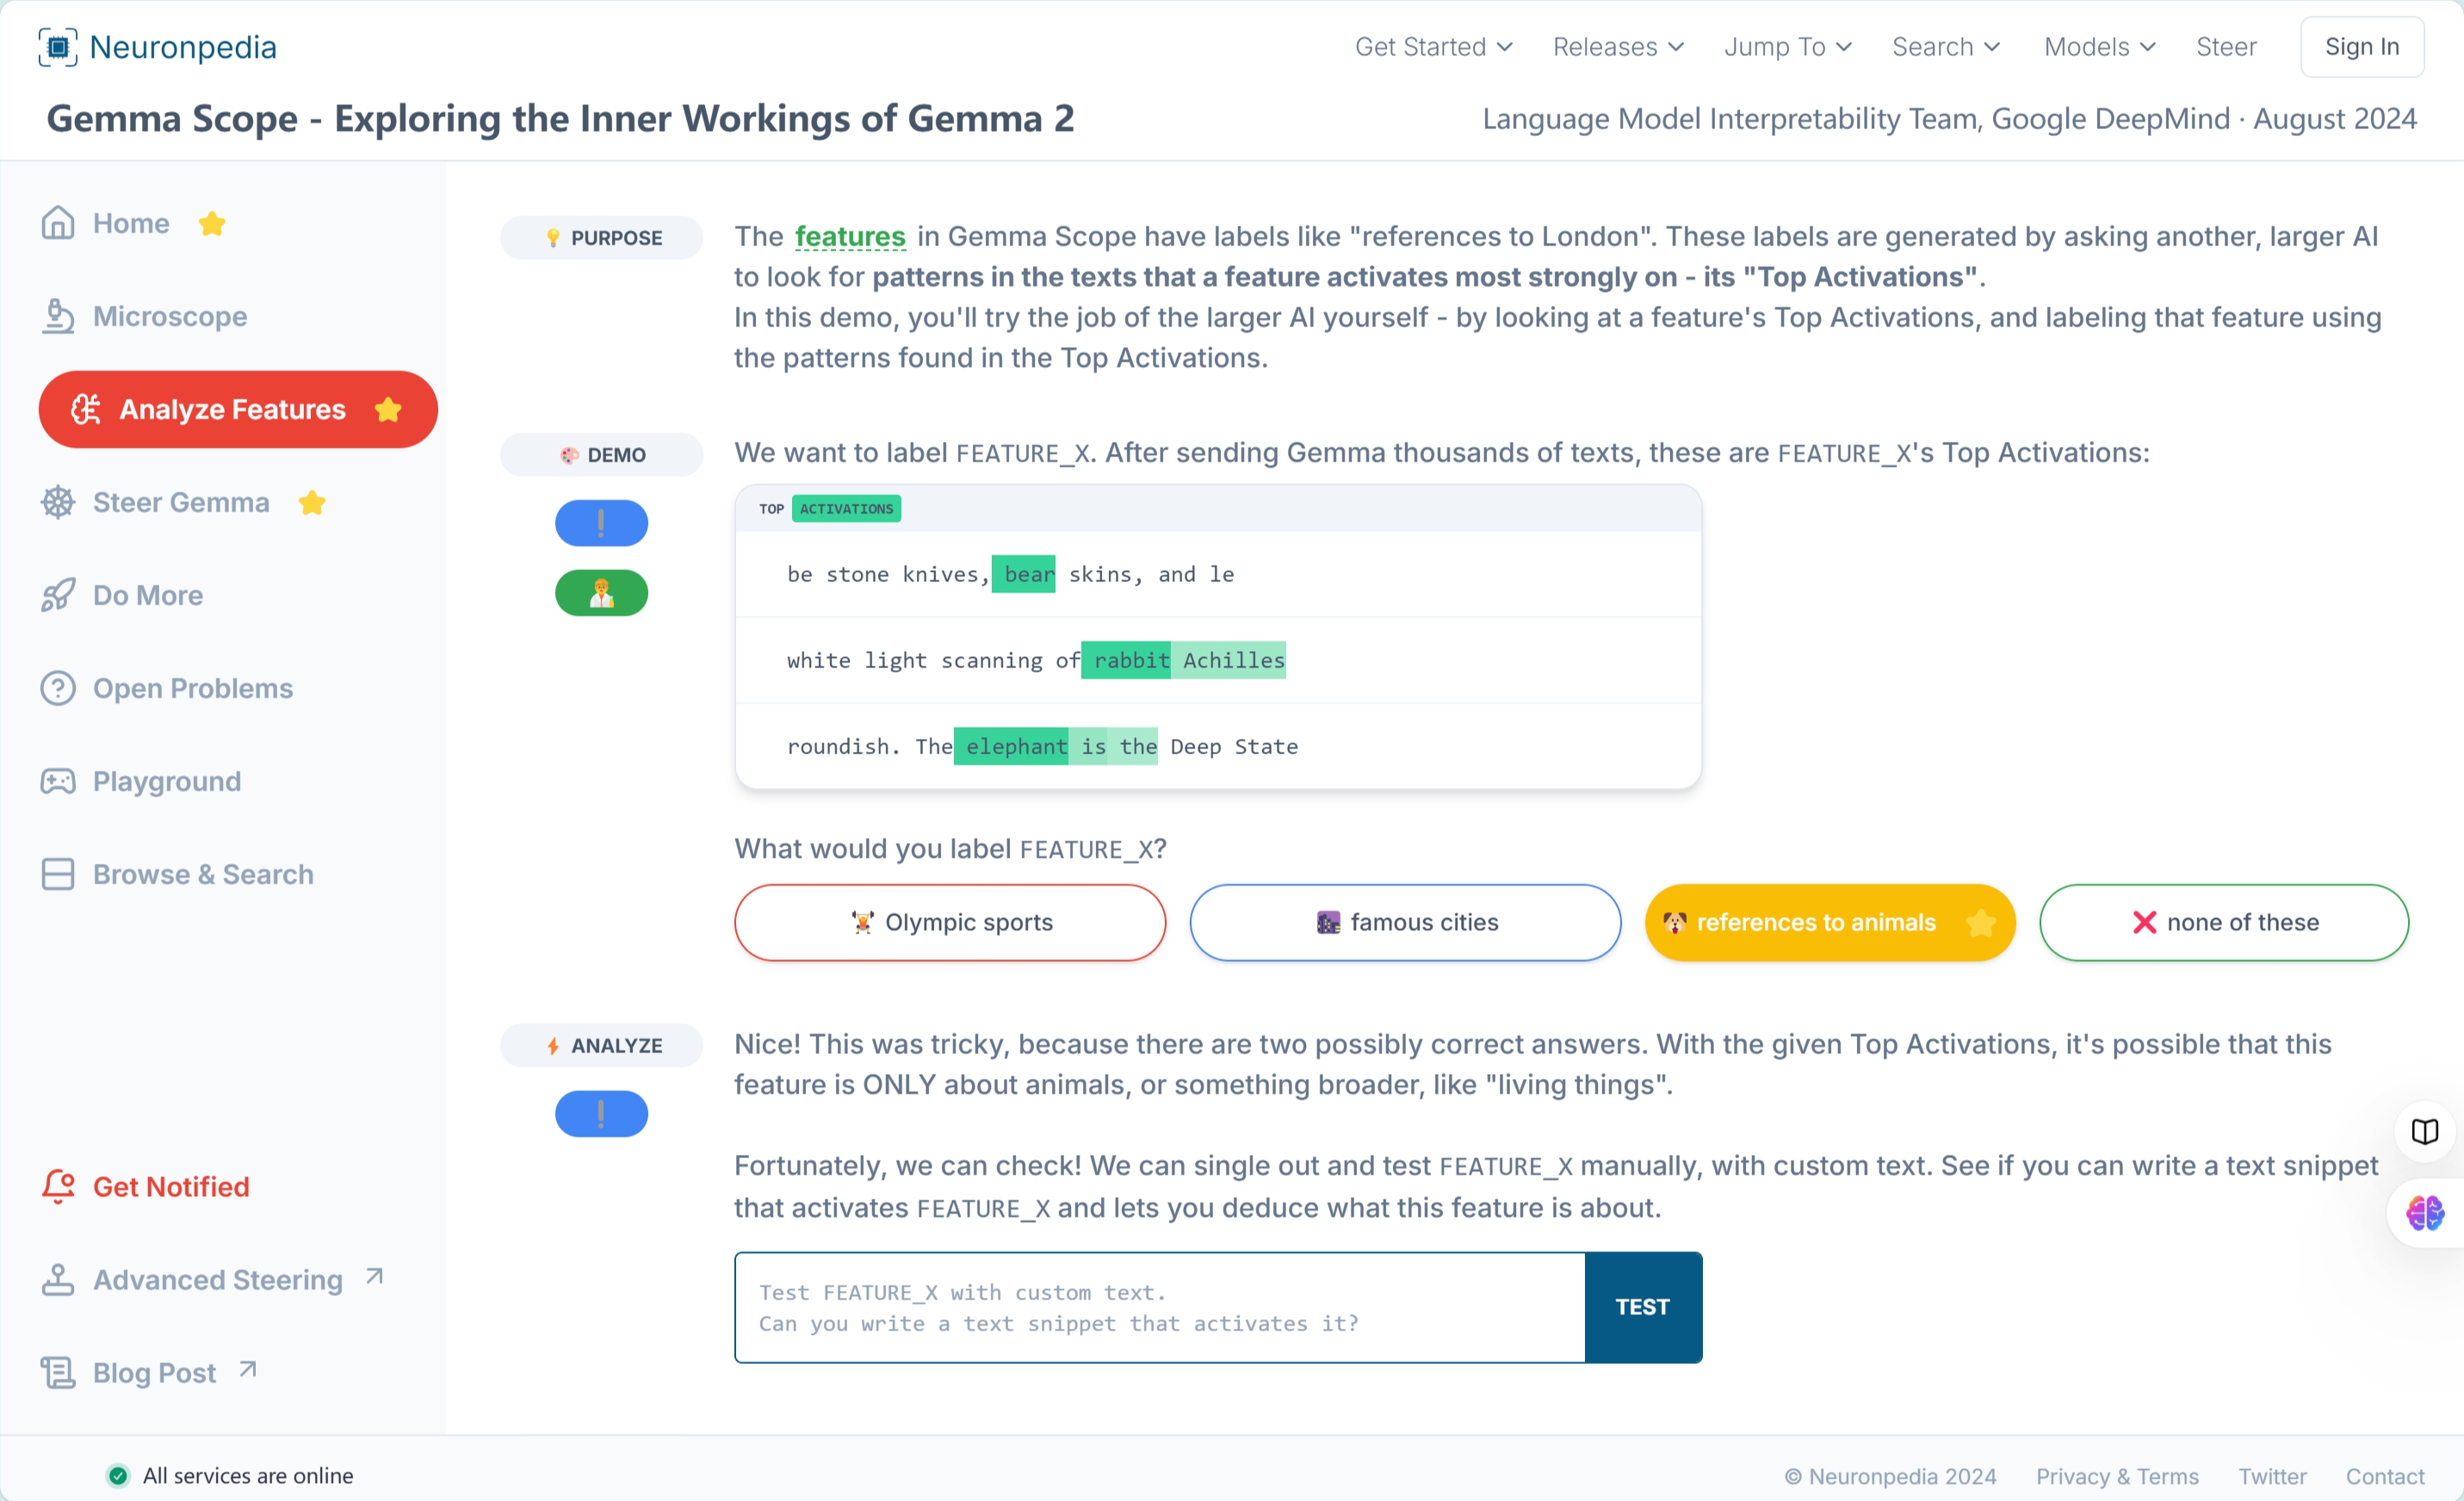 Neuronpedia
Get Started
Releases
Jump To
Search
Models
Steer
Sign In
Gemma Scope - Exploring the Inner Workings of Gemma 2
Language Model Interpretability Team, Google DeepMind · August 2024
Home
Microscope
Analyze Features
Steer Gemma
Do More
Open Problems
Playground
Browse & Search
Get Notified
Advanced Steering
Blog Post
PURPOSE
The features in Gemma Scope have labels like "references to London". These labels are generated by asking another, larger AI
to look for patterns in the texts that a feature activates most strongly on - its "Top Activations".
In this demo, you'll try the job of the larger AI yourself - by looking at a feature's Top Activations, and labeling that feature using
the patterns found in the Top Activations.
DEMO
We want to label FEATURE_X. After sending Gemma thousands of texts, these are FEATURE_X's Top Activations:
TOP ACTIVATIONS
be stone knives, bear skins, and le
white light scanning of rabbit Achilles
roundish. The elephant is the Deep State
What would you label FEATURE_X?
Olympic sports
famous cities
references to animals
none of these
ANALYZE
Nice! This was tricky, because there are two possibly correct answers. With the given Top Activations, it's possible that this
feature is ONLY about animals, or something broader, like "living things".
Fortunately, we can check! We can single out and test FEATURE_X manually, with custom text. See if you can write a text snippet
that activates FEATURE_X and lets you deduce what this feature is about.
Test FEATURE_X with custom text.
Can you write a text snippet that activates it?
TEST
All services are online
© Neuronpedia 2024
Privacy & Terms
Twitter
Contact